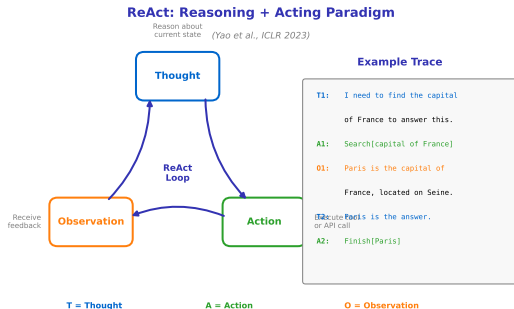 ReAct: Reasoning + Acting Paradigm
Reason about
current state
(Yao et al., ICLR 2023)
Thought
ReAct
Loop
Receive
feedback
Observation
Action
Execute tool
or API call
Example Trace
T1: I need to find the capital
of France to answer this.
A1: Search[capital of France]
O1: Paris is the capital of
France, located on Seine.
T2: Paris is the answer.
A2: Finish[Paris]
T = Thought
A = Action
O = Observation